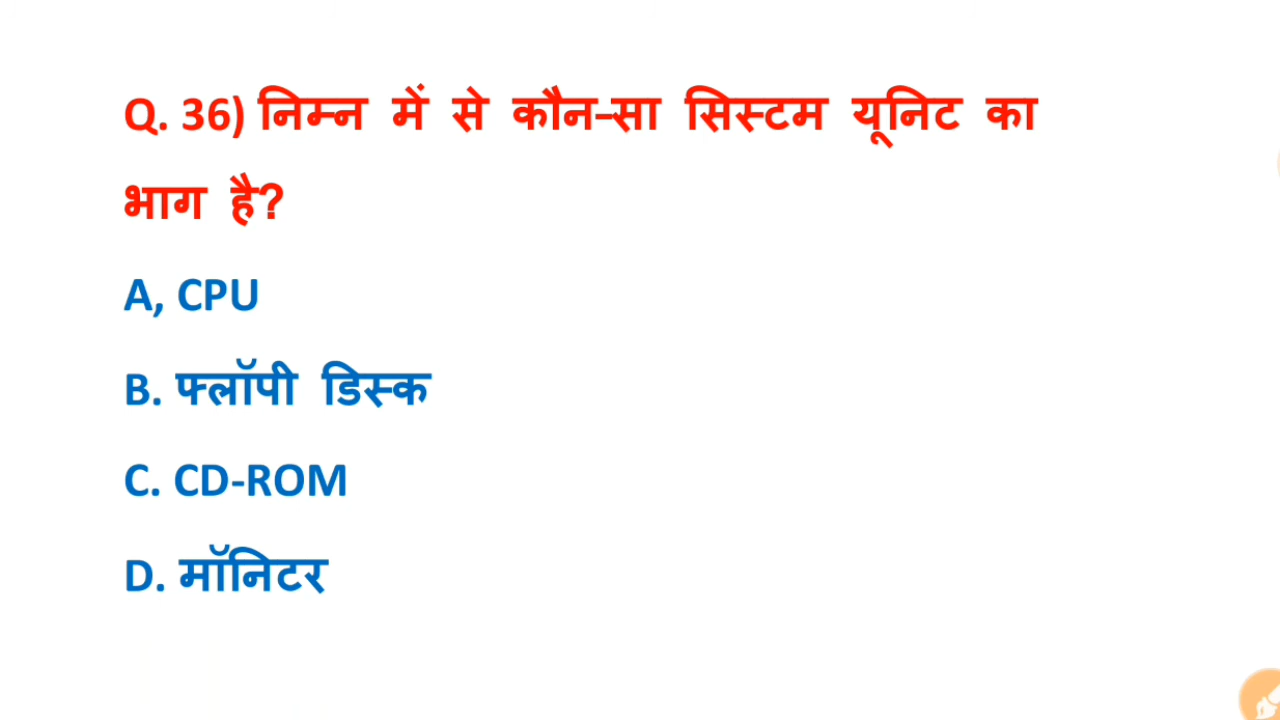 Q. 36) निम्न में से कौन-सा सिस्टम यूनिट का
भाग है?
A, CPU
B. फ्लॉपी डिस्क
C. CD-ROM
D. मॉनिटर